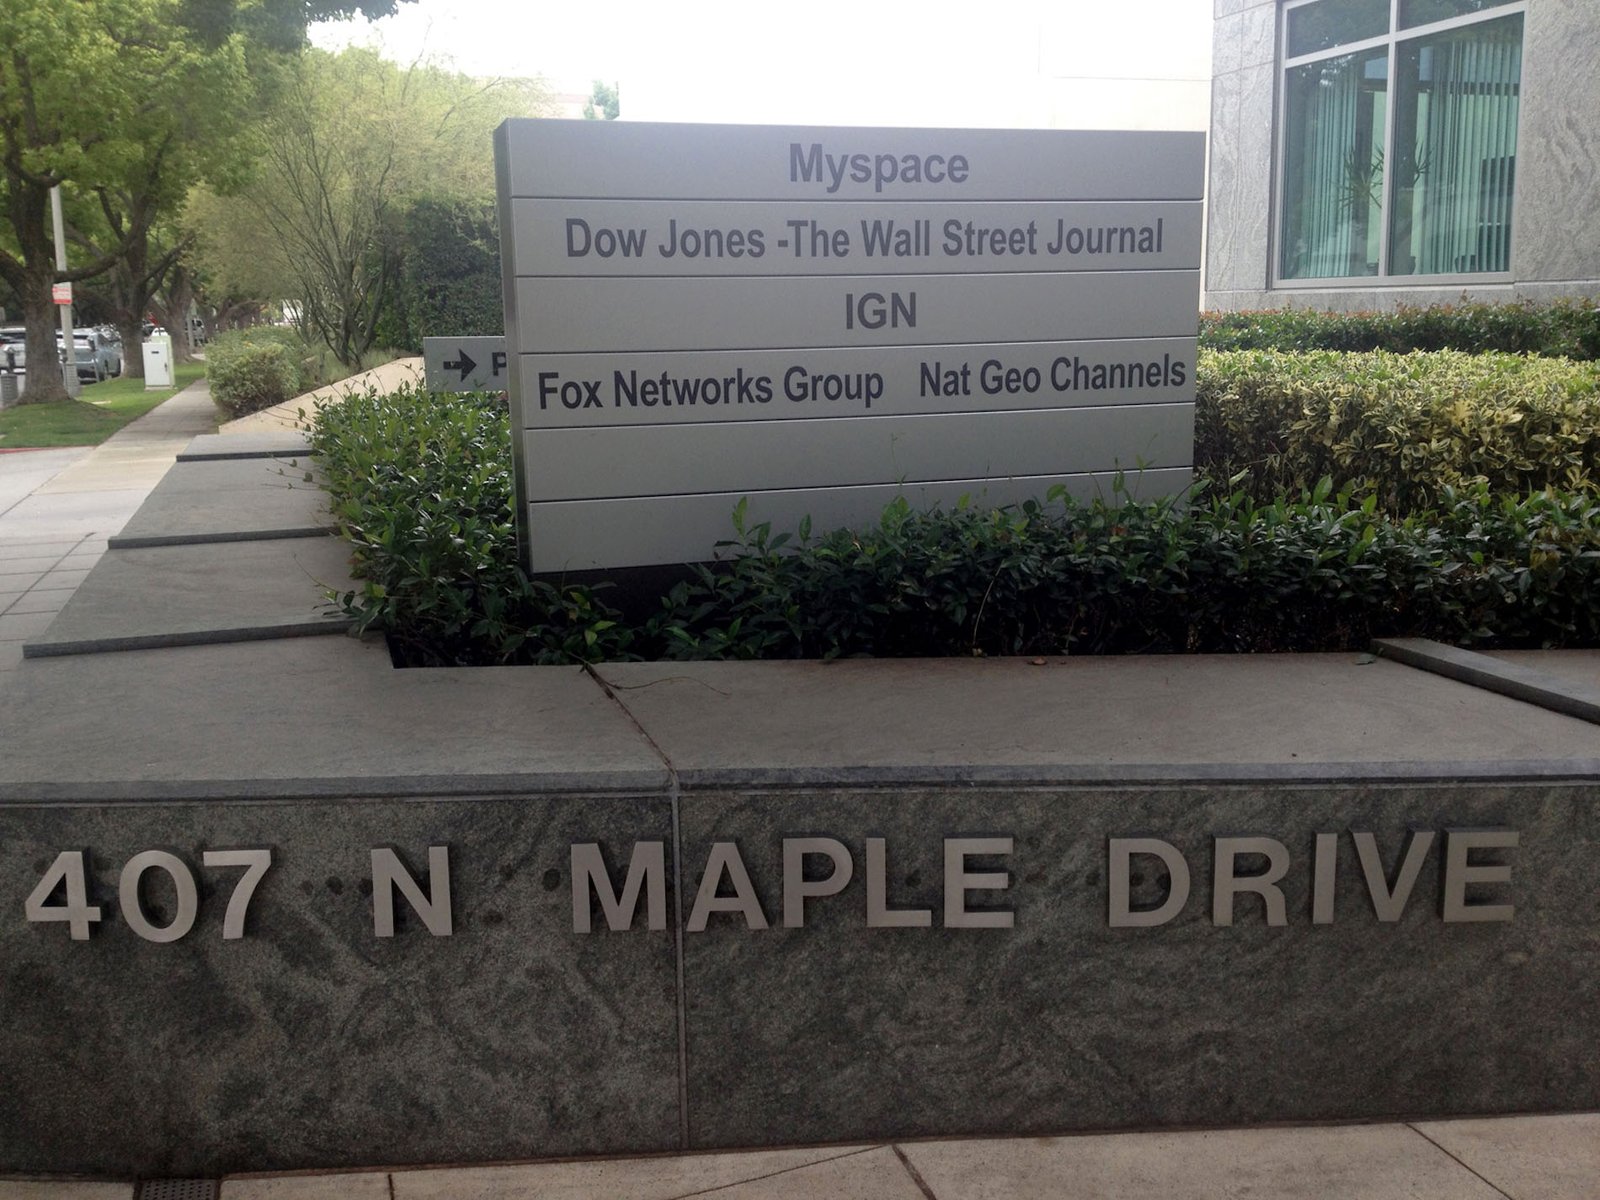 Myspace
Dow Jones -The Wall Street Journal
IGN
Fox Networks Group Nat Geo Channels
407 N MAPLE DRIVE